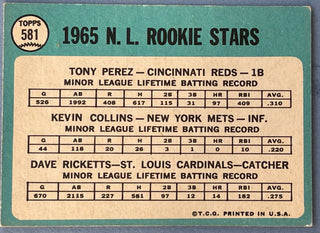 TOPPS
581
1965 N. L. ROOKIE STARS
TONY PEREZ — CINCINNATI REDS — 1B
MINOR LEAGUE LIFETIME BATTING RECORD
G AB R H 2B 3B HR RBI AVG.
526 1992 408 617 115 31 97 409 .310
KEVIN COLLINS — NEW YORK METS — INF.
MINOR LEAGUE LIFETIME BATTING RECORD
G AB R H 2B 3B HR RBI AVG.
44 118 20 26 3 1 0 10 .220
DAVE RICKETTS—ST. LOUIS CARDINALS—CATCHER
MINOR LEAGUE LIFETIME BATTING RECORD
G AB R H 2B 3B HR RBI AVG.
670 2115 227 581 97 12 14 182 .275
© T.C.G. PRINTED IN U.S.A.